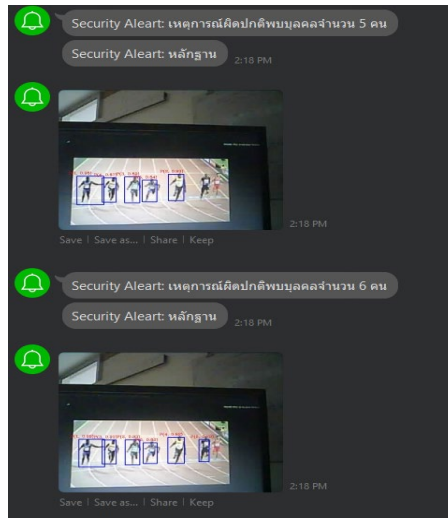 Security Aleart: เหตุการณ์ผิดปกติพบบุคคลจำนวน 5 คน
Security Aleart: หลักฐาน
2:18 PM
2:18 PM
Save | Save as... | Share | Keep
Security Aleart: เหตุการณ์ผิดปกติพบบุคคลจำนวน 6 คน
Security Aleart: หลักฐาน
2:18 PM
2:18 PM
Save | Save as... | Share | Keep